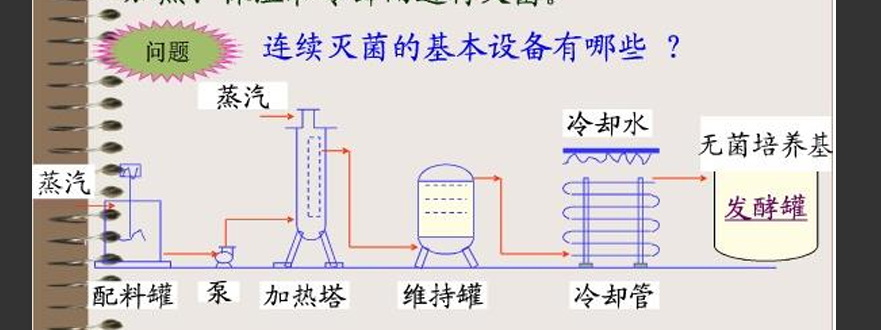 问题
连续灭菌的基本设备有哪些 ？
蒸汽
冷却水
无菌培养基
蒸汽
发酵罐
配料罐
泵
加热塔
维持罐
冷却管